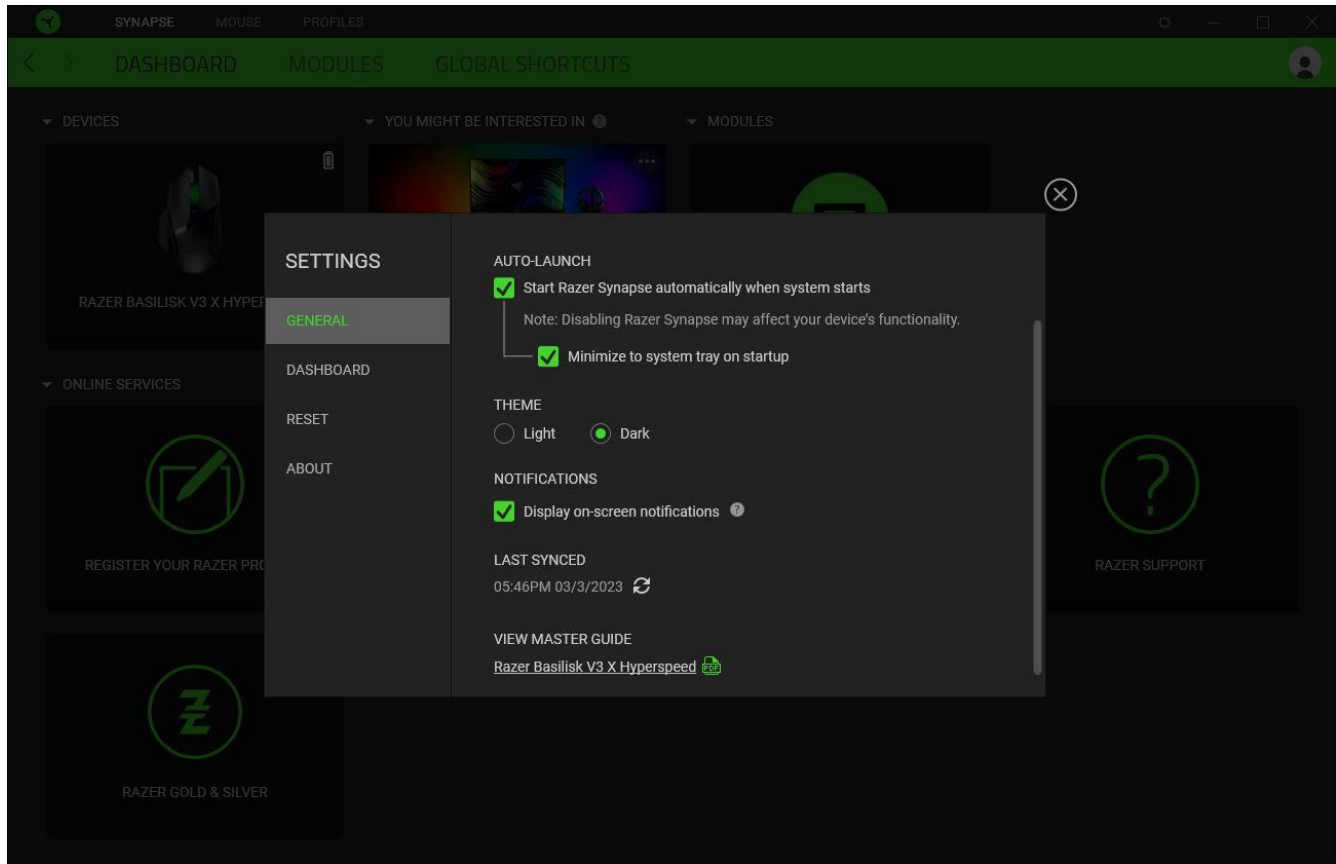 SYNAPSE MOUSE PROFILES
DASHBOARD MODULES GLOBAL SHORTCUTS
DEVICES
YOU MIGHT BE INTERESTED IN ?
MODULES
RAZER BASILISK V3 X HYPER
ONLINE SERVICES
REGISTER YOUR RAZER PRO
RAZER GOLD & SILVER
?
RAZER SUPPORT
SETTINGS
GENERAL
DASHBOARD
RESET
ABOUT
AUTO-LAUNCH
Start Razer Synapse automatically when system starts
Note: Disabling Razer Synapse may affect your device’s functionality.
Minimize to system tray on startup
THEME
Light Dark
NOTIFICATIONS
Display on-screen notifications ?
LAST SYNCED
05:46PM 03/3/2023
VIEW MASTER GUIDE
Razer Basilisk V3 X Hyperspeed PDF